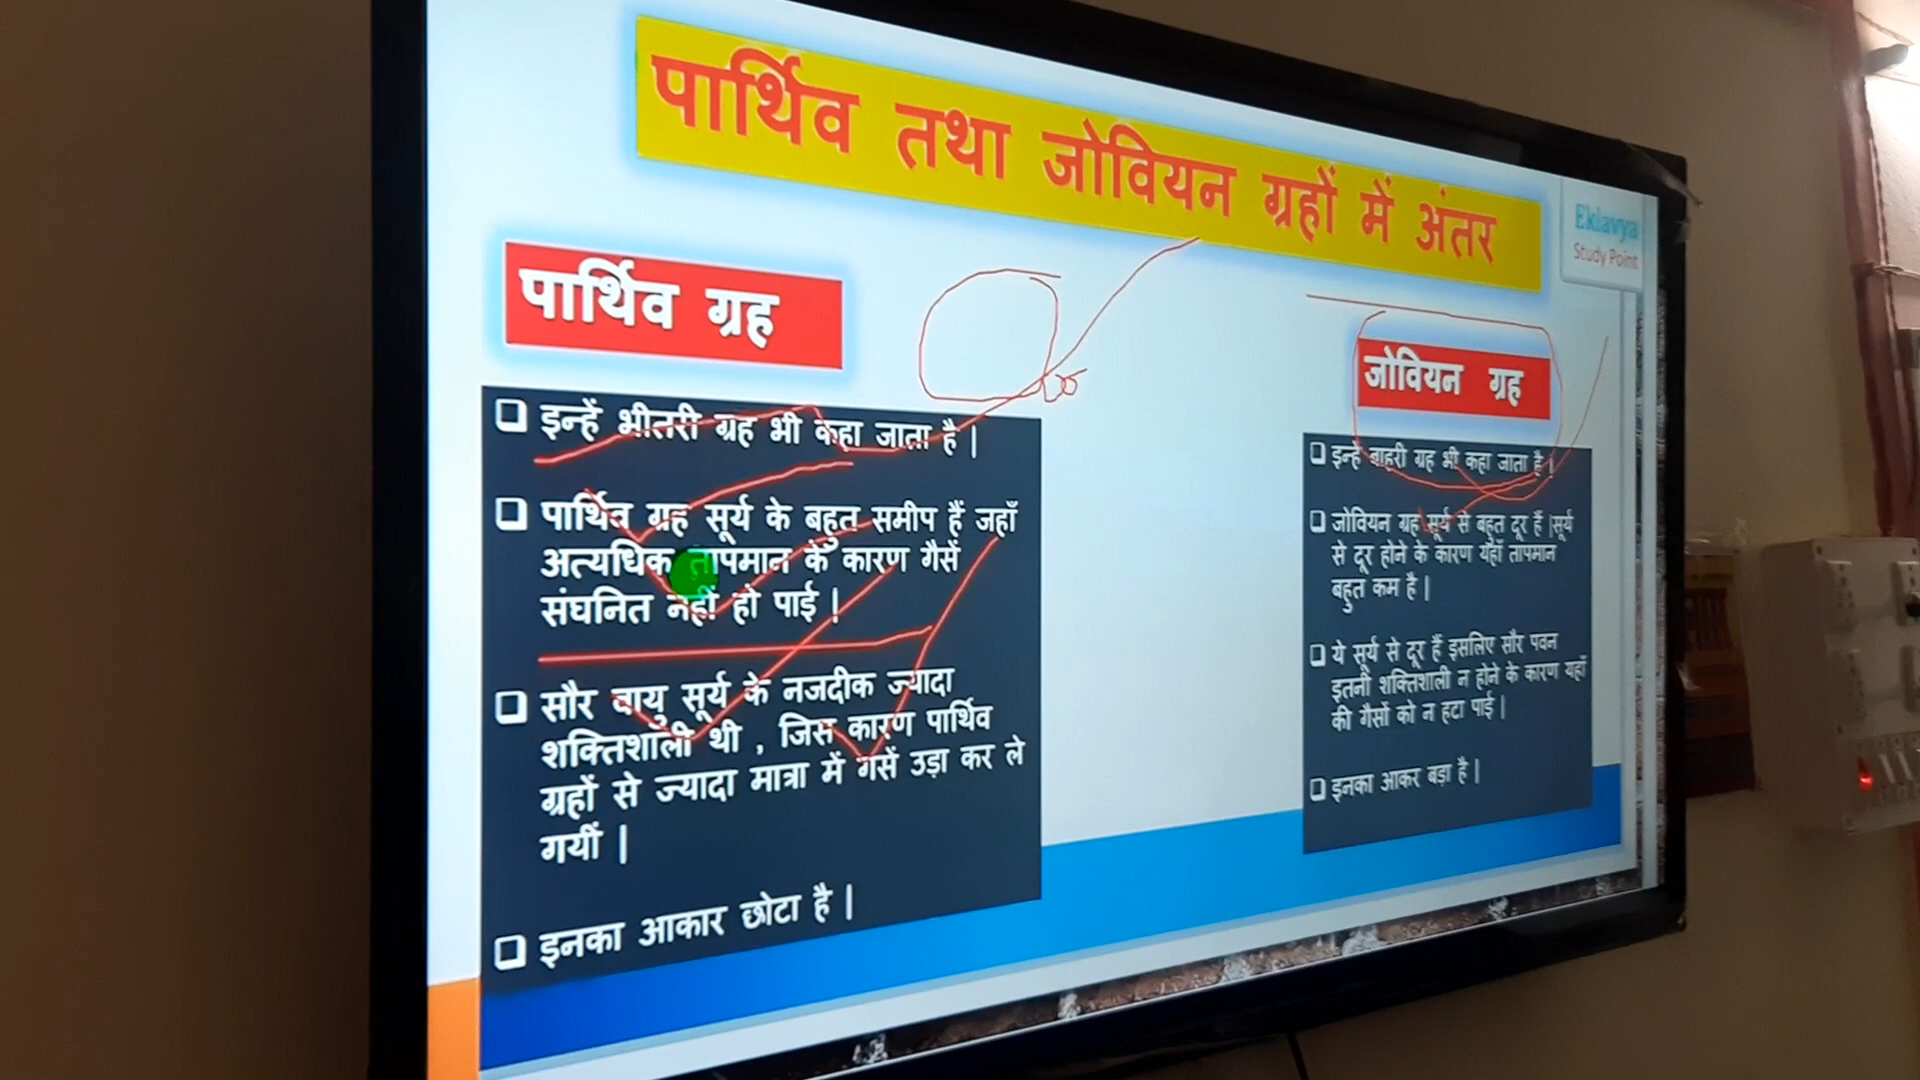 पार्थिव तथा जोवियन ग्रहों में अंतर
Eklavya
Study Point
पार्थिव ग्रह
इन्हें भीतरी ग्रह भी कहा जाता है |
पार्थिव ग्रह सूर्य के बहुत समीप हैं जहाँ
अत्यधिक तापमान के कारण गैसें
संघनित नहीं हो पाई |
सौर वायु सूर्य के नजदीक ज्यादा
शक्तिशाली थी , जिस कारण पार्थिव
ग्रहों से ज्यादा मात्रा में गैसें उड़ा कर ले
गयीं |
इनका आकार छोटा है |
जोवियन ग्रह
इन्हें बाहरी ग्रह भी कहा जाता है |
जोवियन ग्रह सूर्य से बहुत दूर हैं |सूर्य
से दूर होने के कारण यहाँ तापमान
बहुत कम है |
ये सूर्य से दूर हैं इसलिए सौर पवन
इतनी शक्तिशाली न होने के कारण यहाँ
की गैसों को न हटा पाई |
इनका आकर बड़ा है |